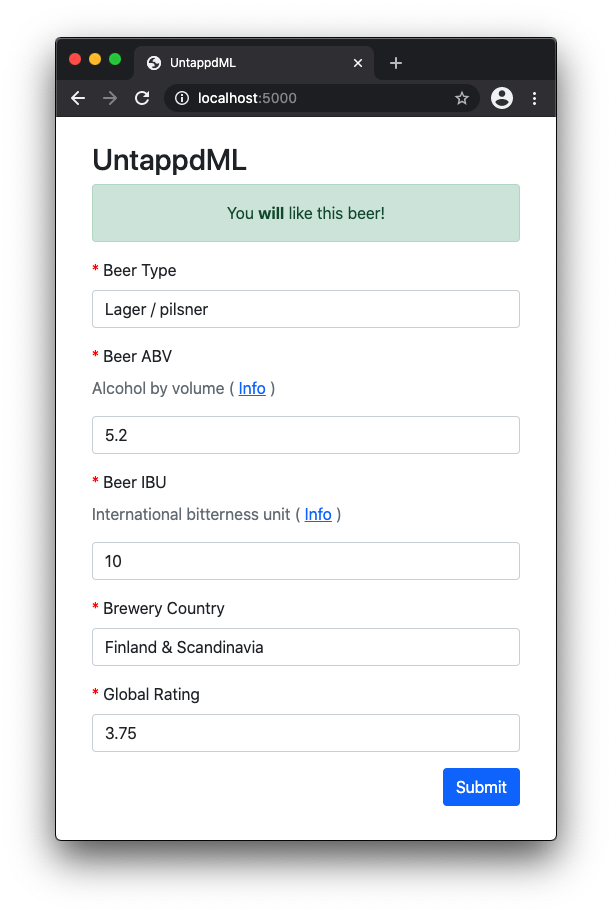 UntappdML
localhost:5000
UntappdML
You will like this beer!
* Beer Type
Lager / pilsner
* Beer ABV
Alcohol by volume ( Info )
5.2
* Beer IBU
International bitterness unit ( Info )
10
* Brewery Country
Finland & Scandinavia
* Global Rating
3.75
Submit